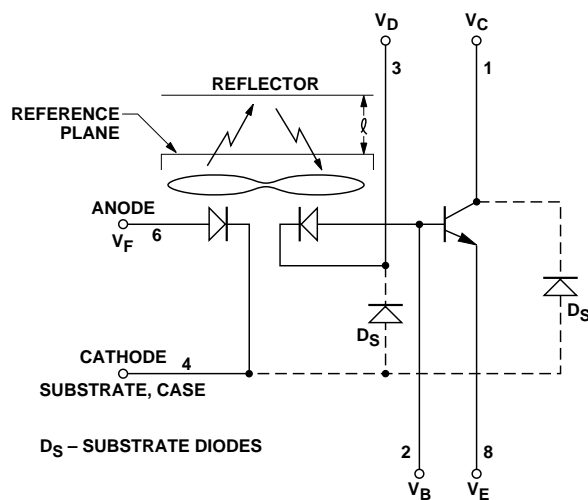 V_D
V_C
3
1
REFLECTOR
REFERENCE
PLANE
ℓ
ANODE
6
V_F
D_S
D_S
CATHODE
4
SUBSTRATE, CASE
D_S – SUBSTRATE DIODES
2
8
V_B
V_E